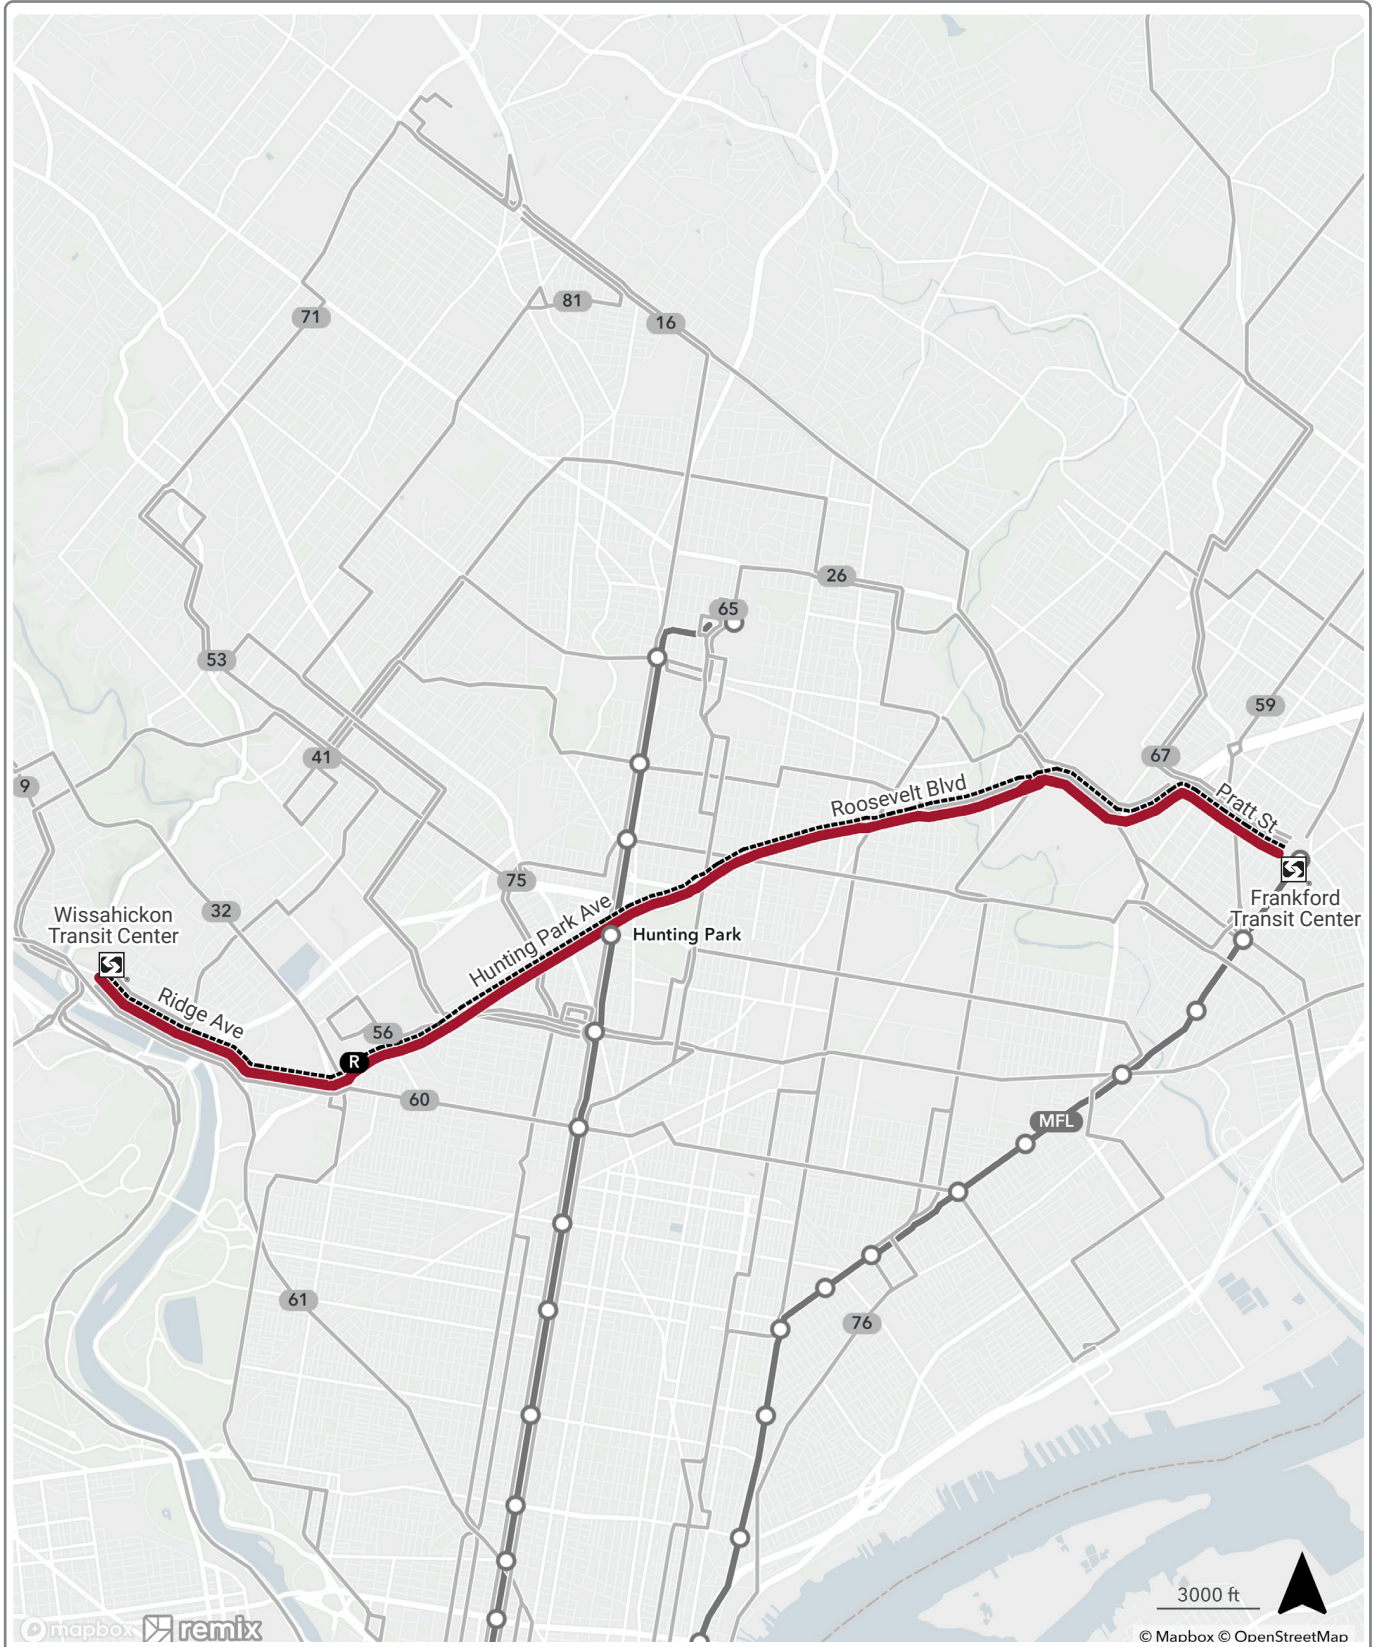 81
71
16
26
65
53
59
67
41
9
Roosevelt Blvd
Pratt St
75
Frankford
Transit Center
Wissahickon
Transit Center
32
Hunting Park Ave
Hunting Park
Ridge Ave
56
R
60
MFL
61
76
3000 ft
mapbox
remix
© Mapbox © OpenStreetMap